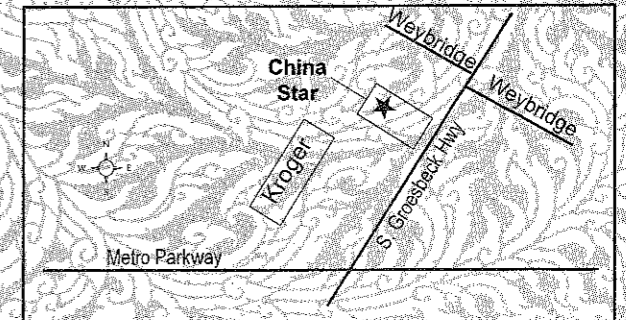 Weybridge
China
Star
Weybridge
Kroger
N
W E
S. Groesbeck Hwy
Metro Parkway